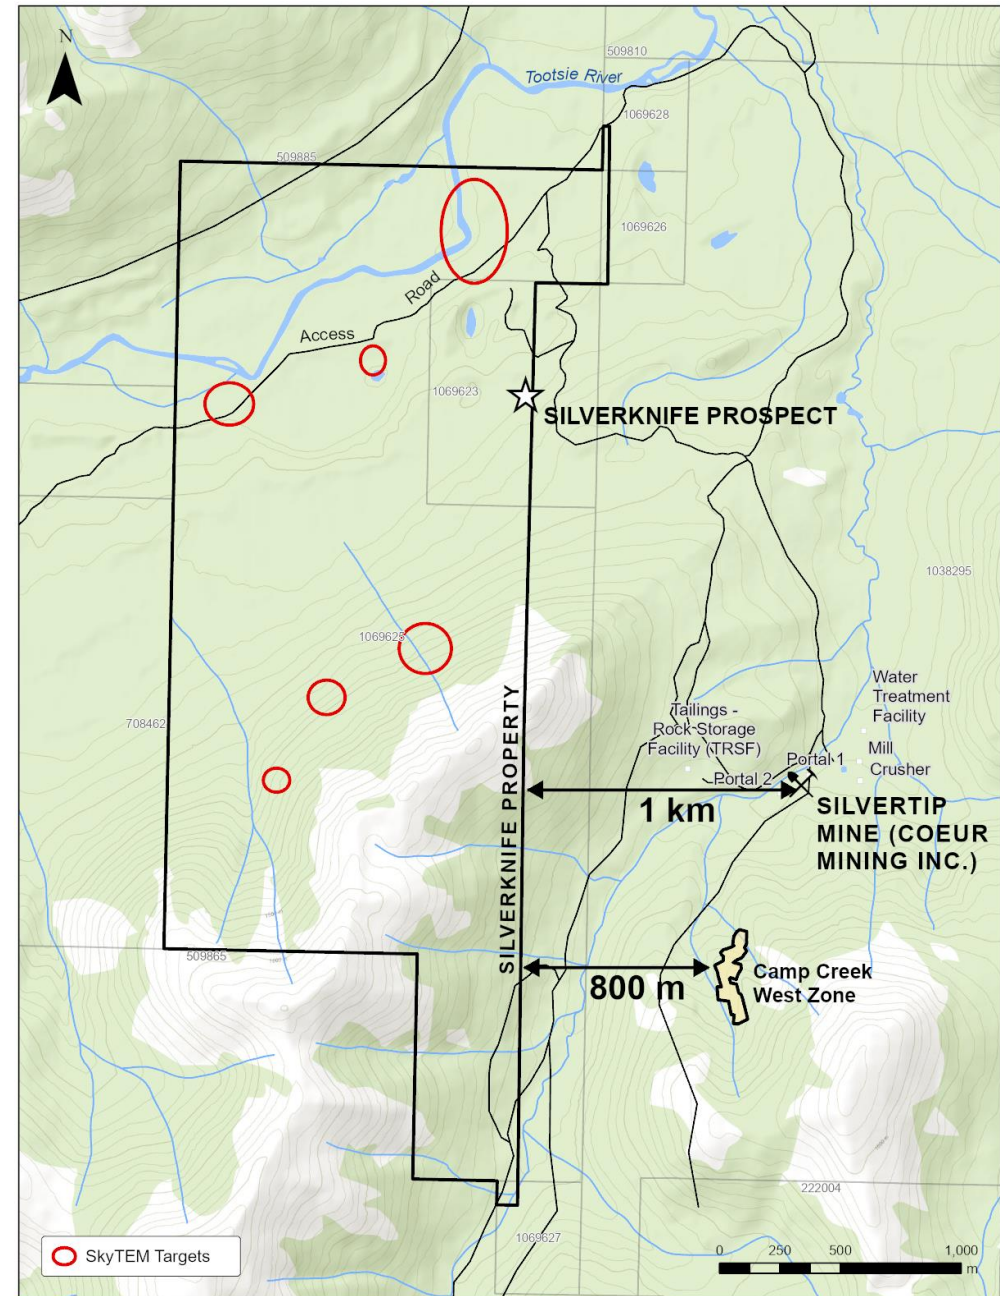 N
509810
Tootsie River
1069628
509885
1069626
Road
Access
1069623
SILVERKNIFE PROSPECT
1038295
1069625
Water
Treatment
Facility
708462
Tailings -
Rock Storage
Facility (TRSF)
Portal 1
Mill
Crusher
Portal 2
SILVERKNIFE PROPERTY
1 km
SILVERTIP
MINE (COEUR
MINING INC.)
509865
800 m
Camp Creek
West Zone
222004
1069627
SkyTEM Targets
0 250 500 1,000
m